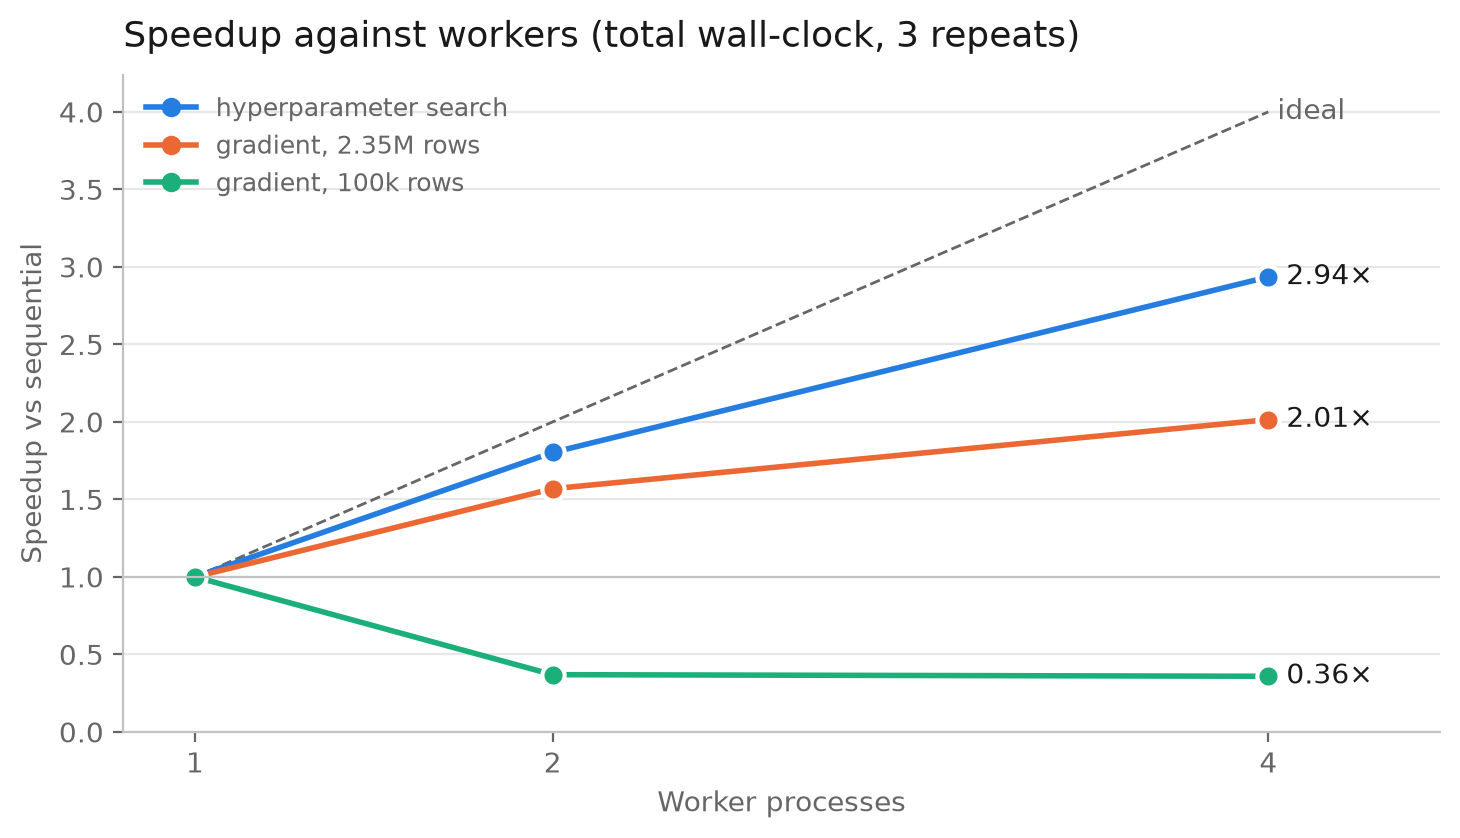 Speedup against workers (total wall-clock, 3 repeats)
hyperparameter search
gradient, 2.35M rows
gradient, 100k rows
ideal
2.94×
2.01×
0.36×
Speedup vs sequential
4.0
3.5
3.0
2.5
2.0
1.5
1.0
0.5
0.0
1
2
4
Worker processes